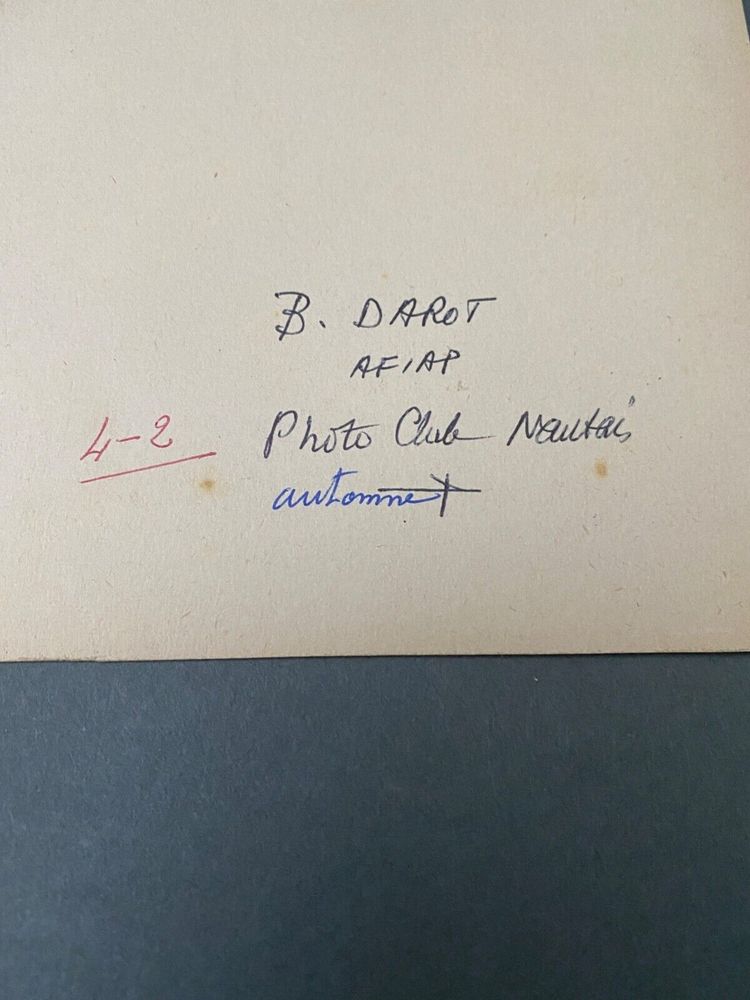 B. DAROT
AFIAP
4-2 Photo Club Nantais
automne